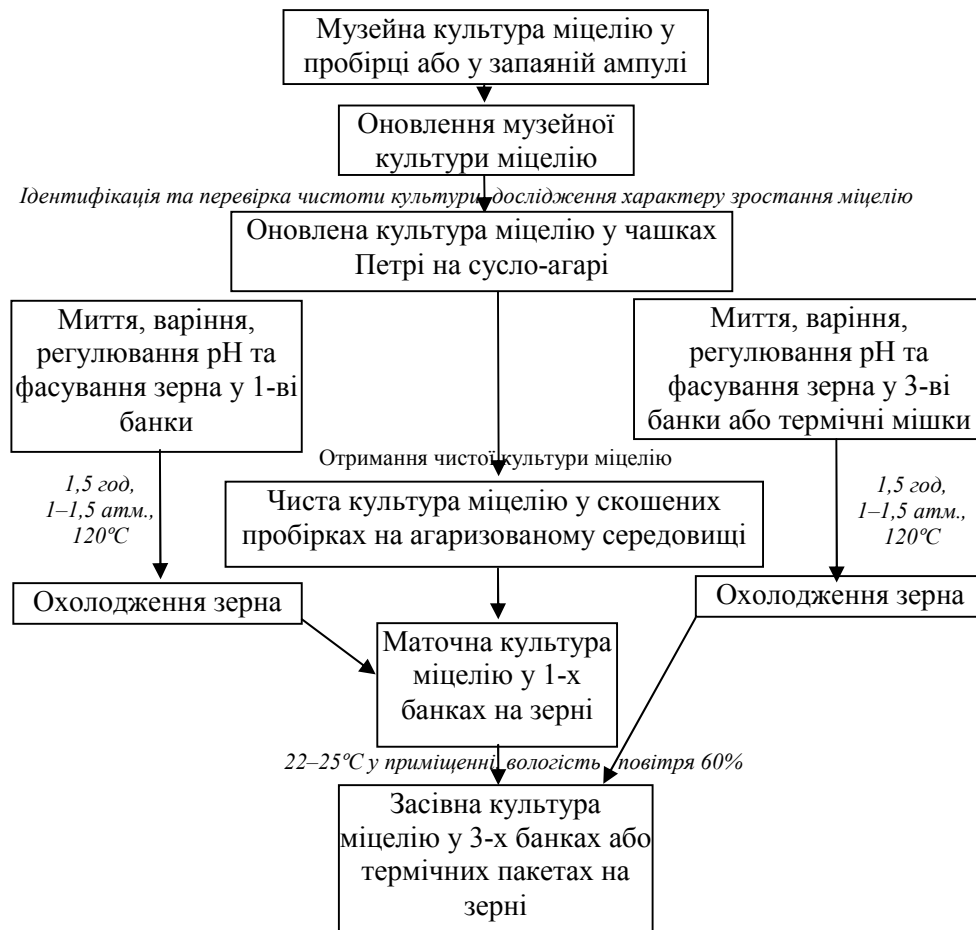 Музейна культура міцелію у
пробірці або у запаяній ампулі
Оновлення музейної
культури міцелію
Ідентифікація та перевірка чистоти культури, дослідження характеру зростання міцелію
Оновлена культура міцелію у чашках
Петрі на сусло-агарі
Миття, варіння,
регулювання рН та
фасування зерна у 1-ві
банки
Миття, варіння,
регулювання рН та
фасування зерна у 3-ві
банки або термічні мішки
Отримання чистої культури міцелію
1,5 год,
1–1,5 атм.,
120ºС
Чиста культура міцелію у скошених
пробірках на агаризованому середовищі
1,5 год,
1–1,5 атм.,
120ºС
Охолодження зерна
Охолодження зерна
Маточна культура
міцелію у 1-х
банках на зерні
22–25ºС у приміщенні, вологість повітря 60%
Засівна культура
міцелію у 3-х банках або
термічних пакетах на
зерні